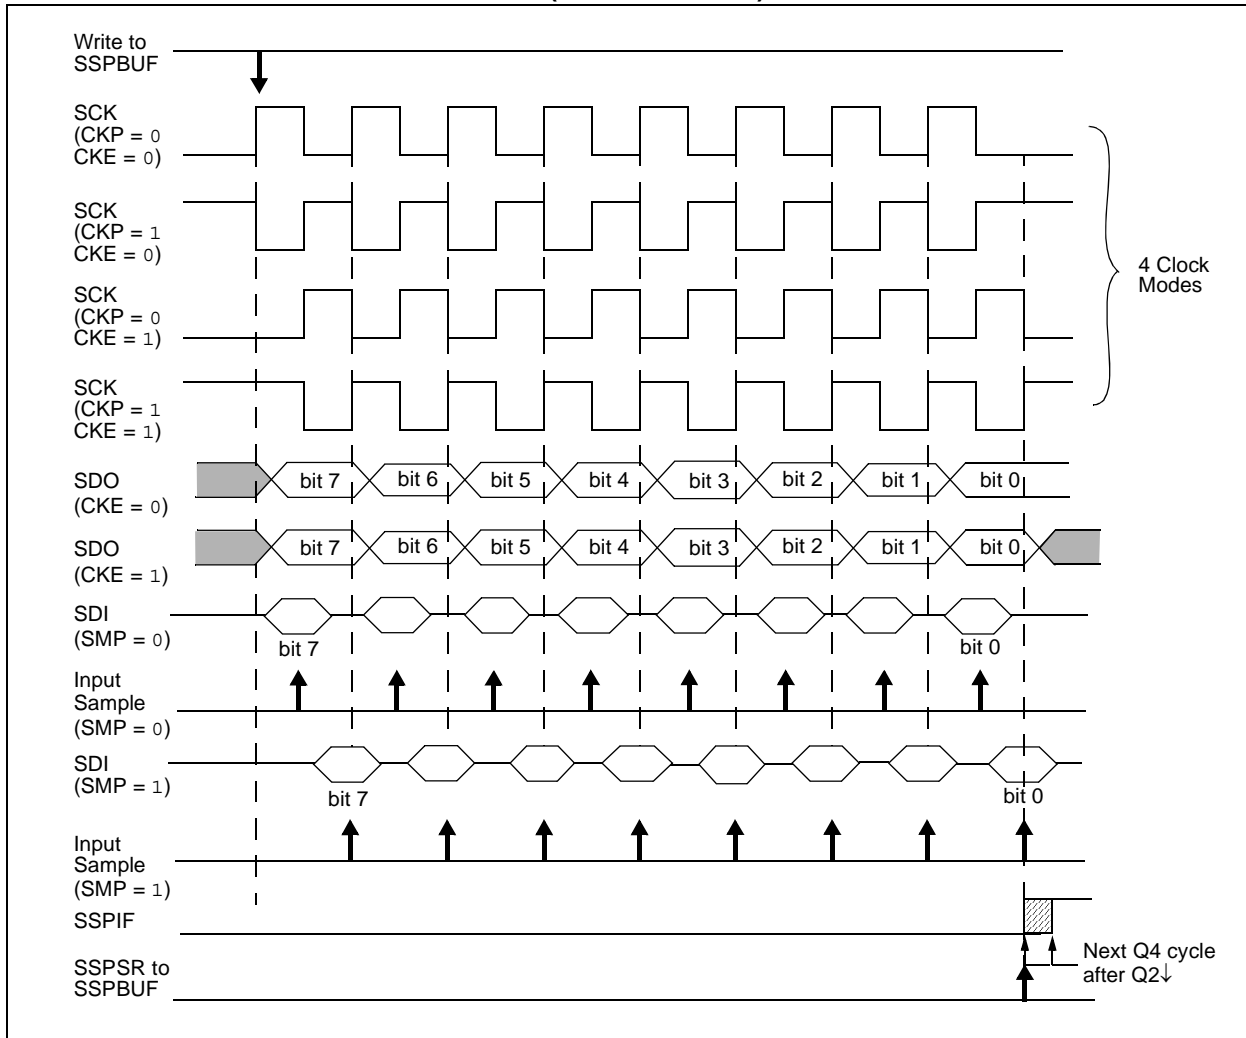 Write to
SSPBUF
SCK
(CKP = 0
CKE = 0)
SCK
(CKP = 1
CKE = 0)
SCK
(CKP = 0
CKE = 1)
SCK
(CKP = 1
CKE = 1)
4 Clock
Modes
SDO
(CKE = 0)
bit 7 bit 6 bit 5 bit 4 bit 3 bit 2 bit 1 bit 0
SDO
(CKE = 1)
bit 7 bit 6 bit 5 bit 4 bit 3 bit 2 bit 1 bit 0
SDI
(SMP = 0)
bit 7 bit 0
Input
Sample
(SMP = 0)
SDI
(SMP = 1)
bit 7 bit 0
Input
Sample
(SMP = 1)
SSPIF
Next Q4 cycle
after Q2↓
SSPSR to
SSPBUF